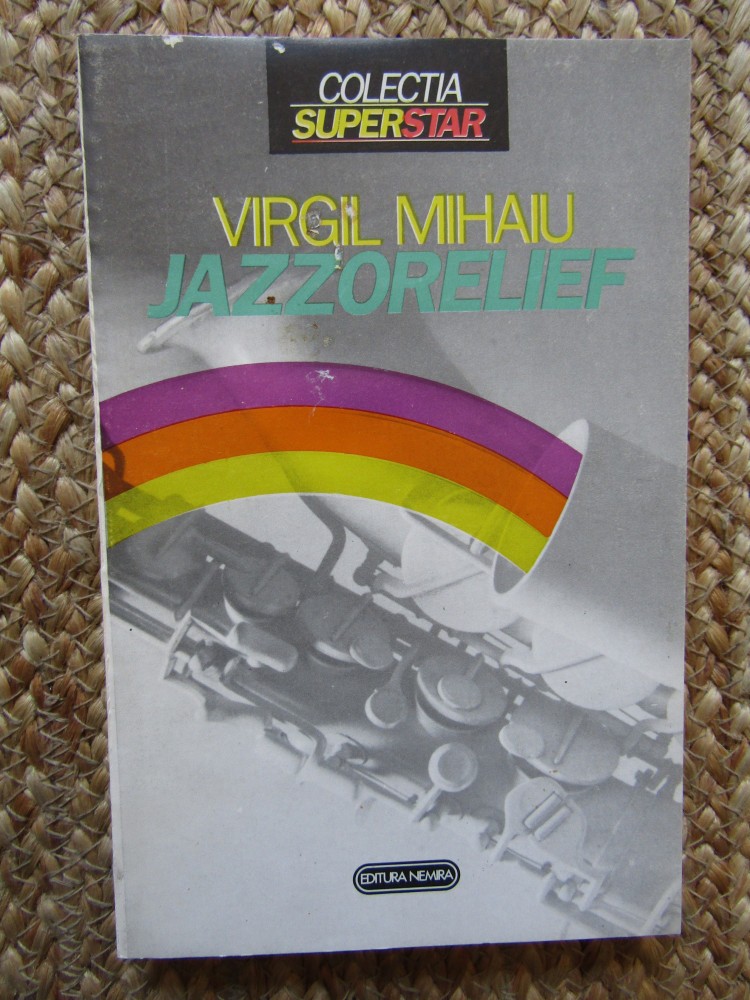 COLECTIA
SUPERSTAR
VIRGIL MIHAIU
JAZZORELIEF
EDITURA NEMIRA